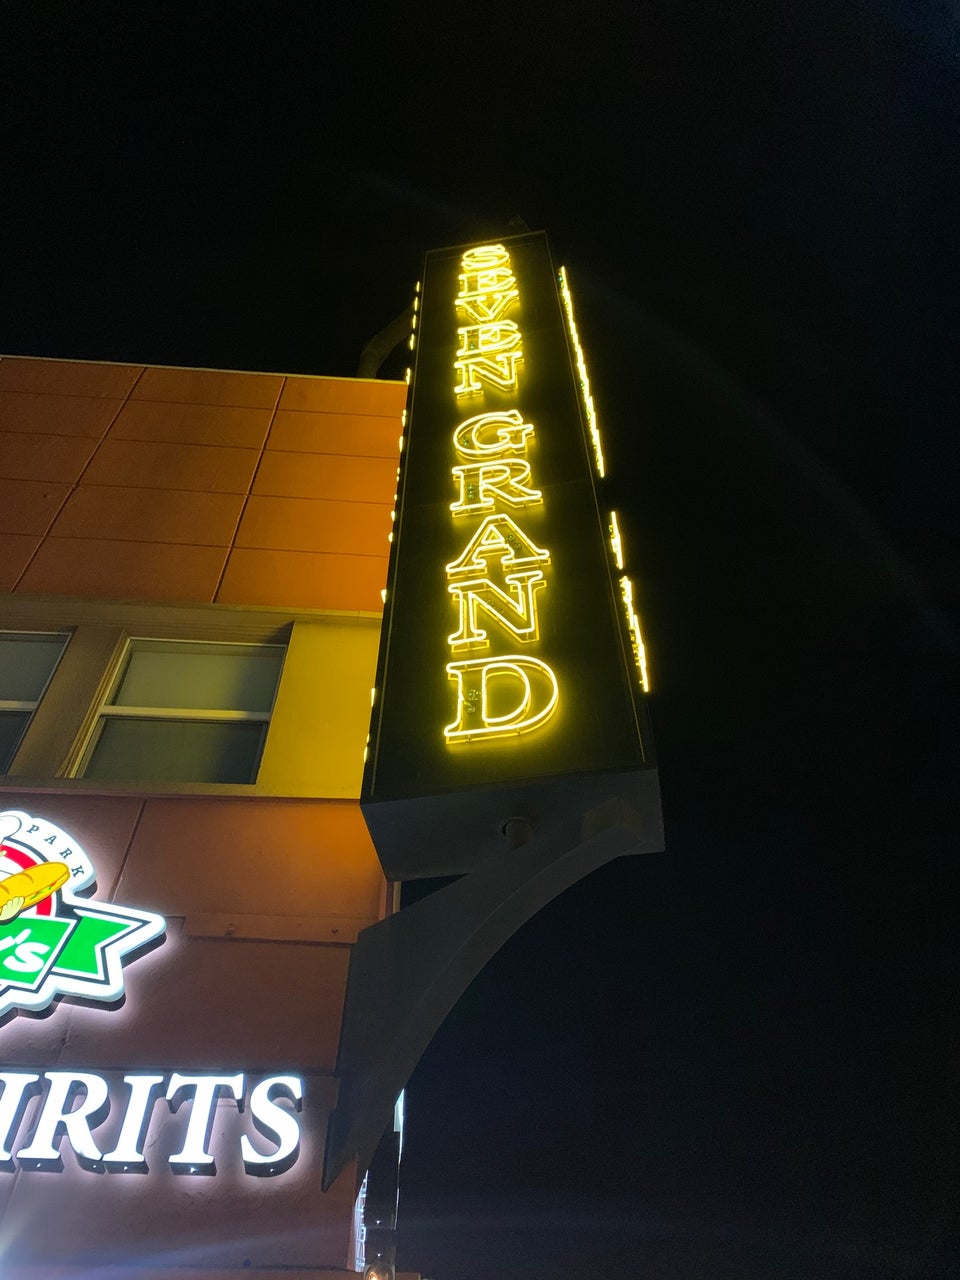 SEVEN GRAND
PARK
y's
IRITS